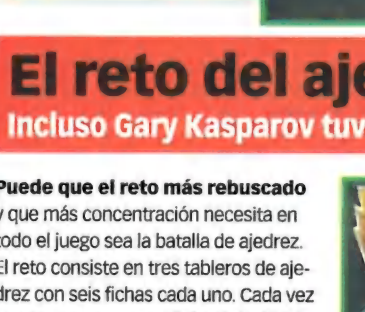 El reto del aje
Incluso Gary Kasparov tuv
Puede que el reto más rebuscado
y que más concentración necesita en
todo el juego sea la batalla de ajedrez.
El reto consiste en tres tableros de aje-
drez con seis fichas cada uno. Cada vez